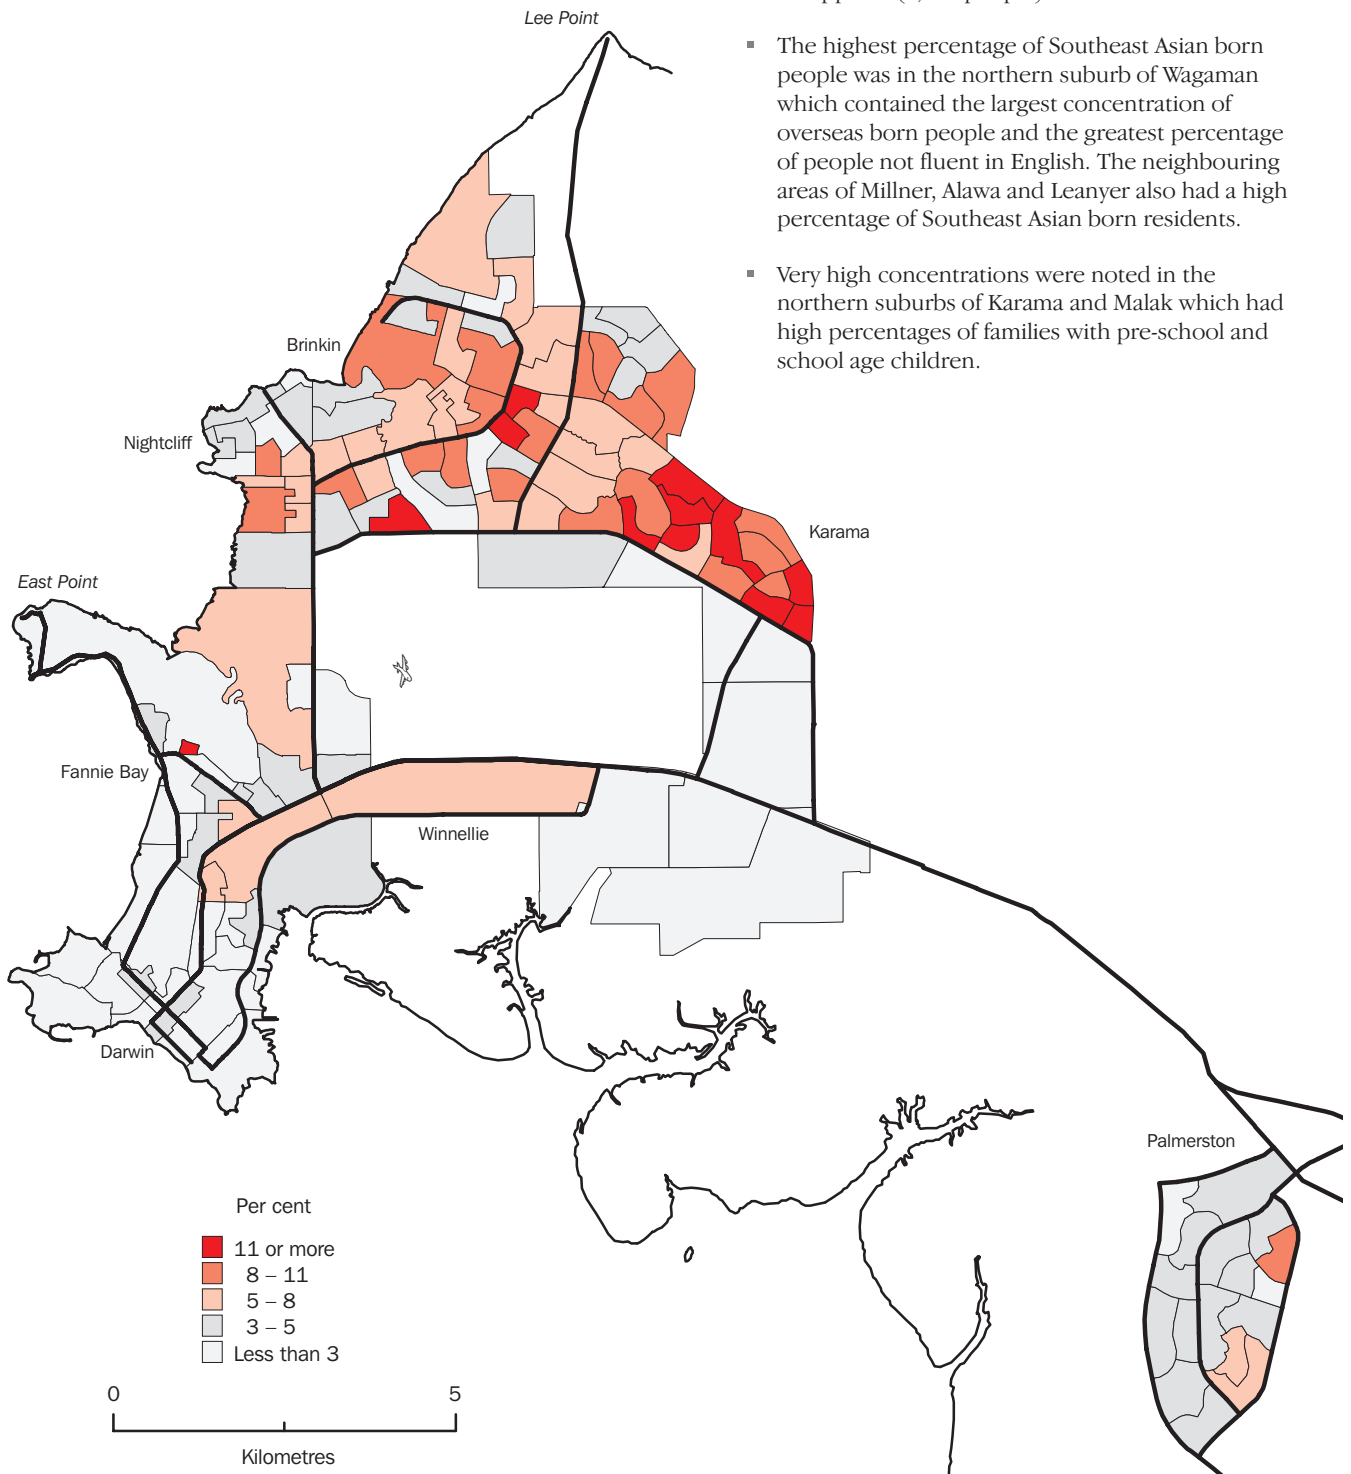 Lee Point
▪ The highest percentage of Southeast Asian born
people was in the northern suburb of Wagaman
which contained the largest concentration of
overseas born people and the greatest percentage
of people not fluent in English. The neighbouring
areas of Millner, Alawa and Leanyer also had a high
percentage of Southeast Asian born residents.
▪ Very high concentrations were noted in the
northern suburbs of Karama and Malak which had
high percentages of families with pre-school and
school age children.
Brinkin
Nightcliff
Karama
East Point
Fannie Bay
Winnellie
Darwin
Palmerston
Per cent
11 or more
8 – 11
5 – 8
3 – 5
Less than 3
0 5
Kilometres